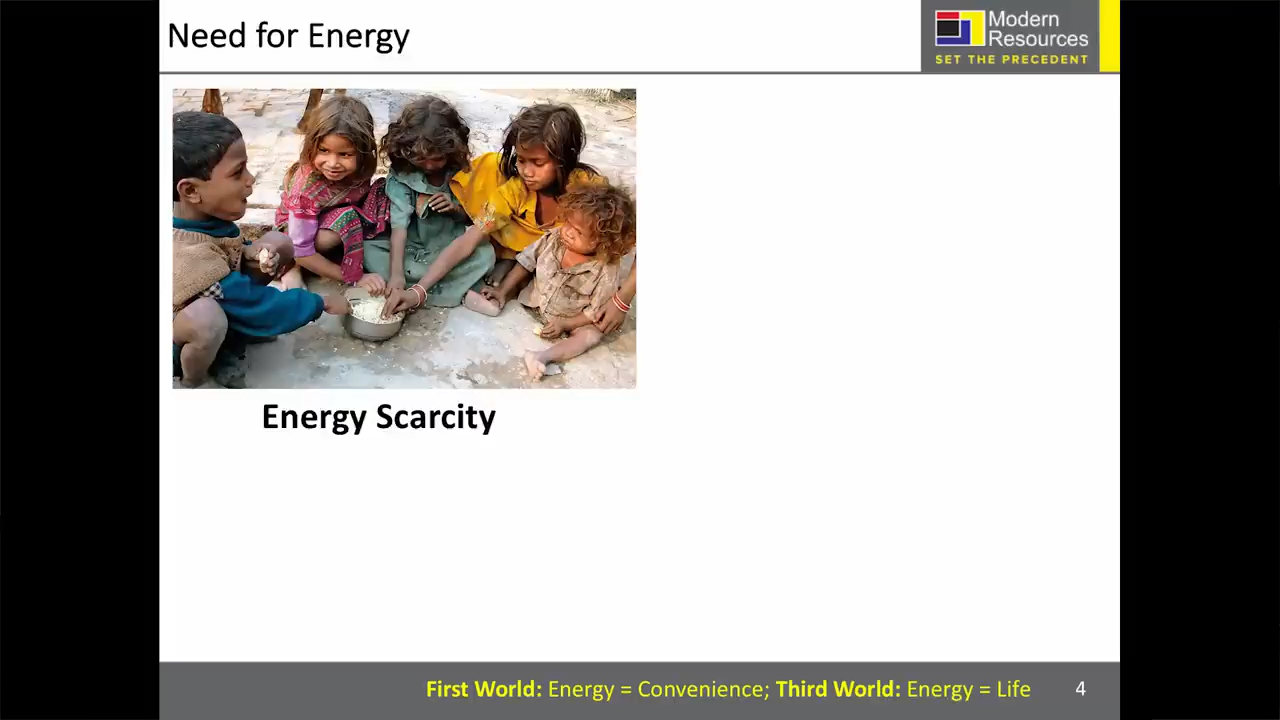 Need for Energy
Modern
Resources
SET THE PRECEDENT
Energy Scarcity
First World: Energy = Convenience; Third World: Energy = Life
4